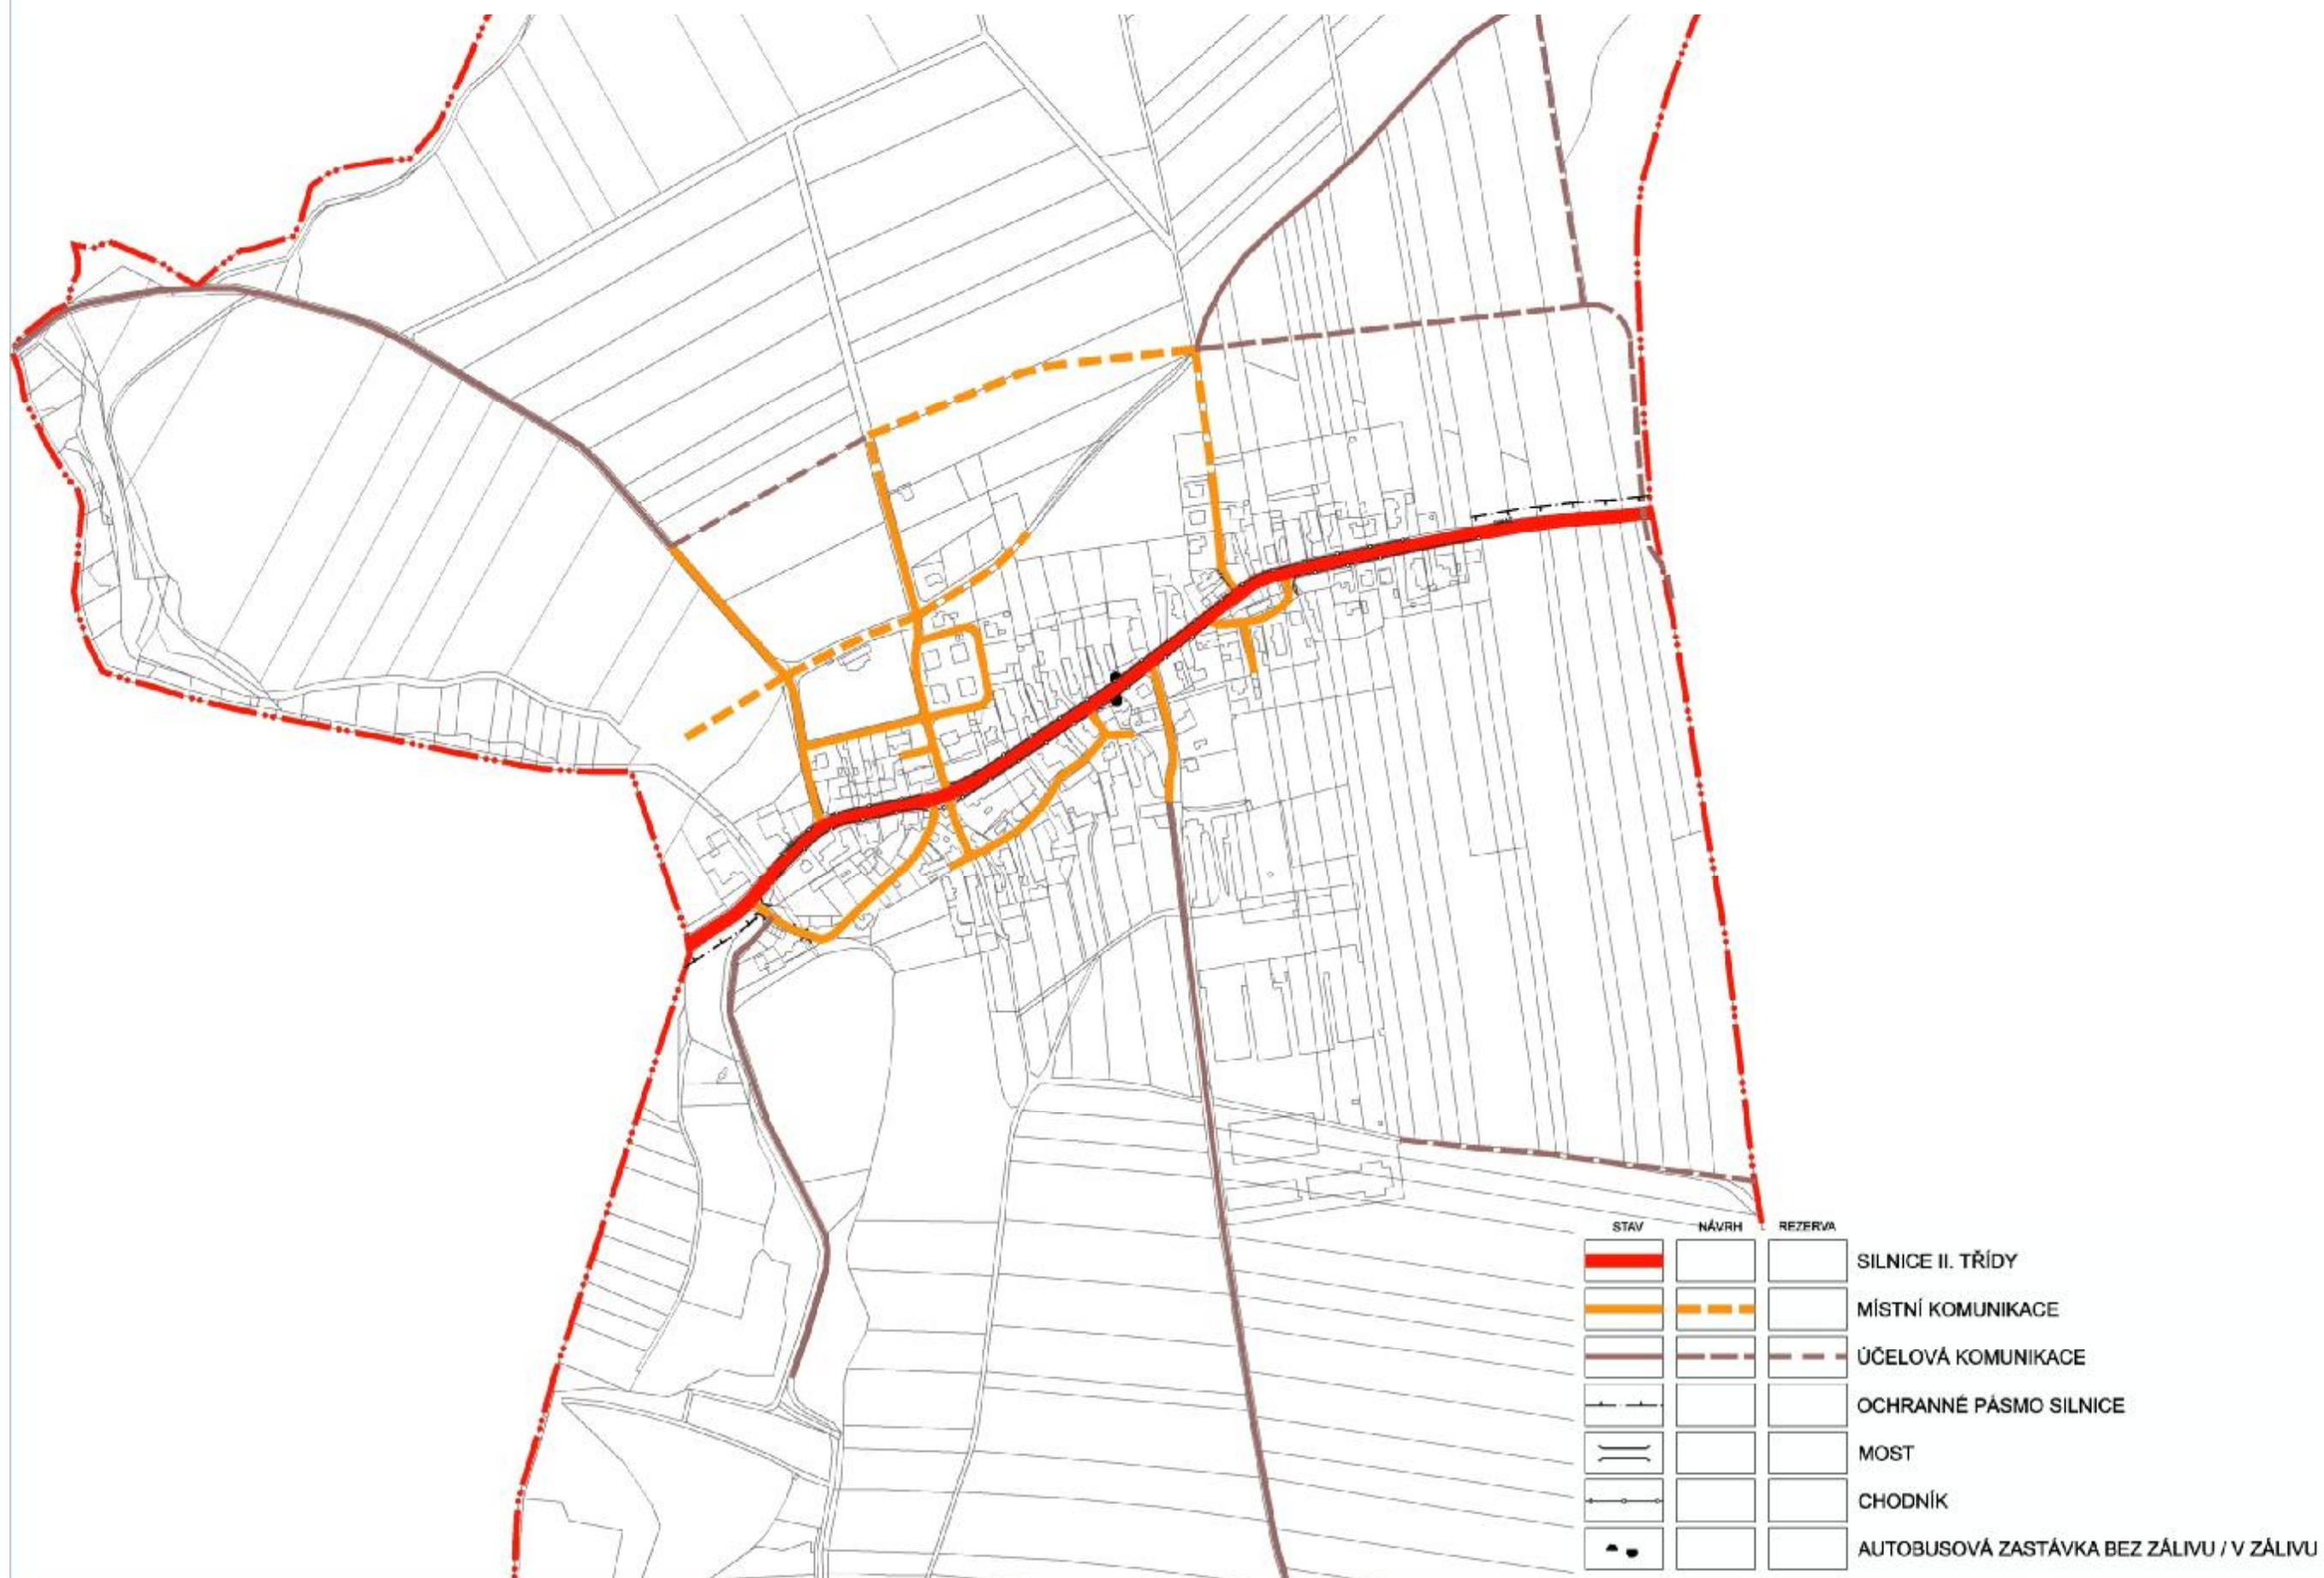 STAV NÁVRH REZERVA
SILNICE II. TŘÍDY
MÍSTNÍ KOMUNIKACE
ÚČELOVÁ KOMUNIKACE
OCHRANNÉ PÁSMO SILNICE
MOST
CHODNÍK
AUTOBUSOVÁ ZASTÁVKA BEZ ZÁLIVU / V ZÁLIVU